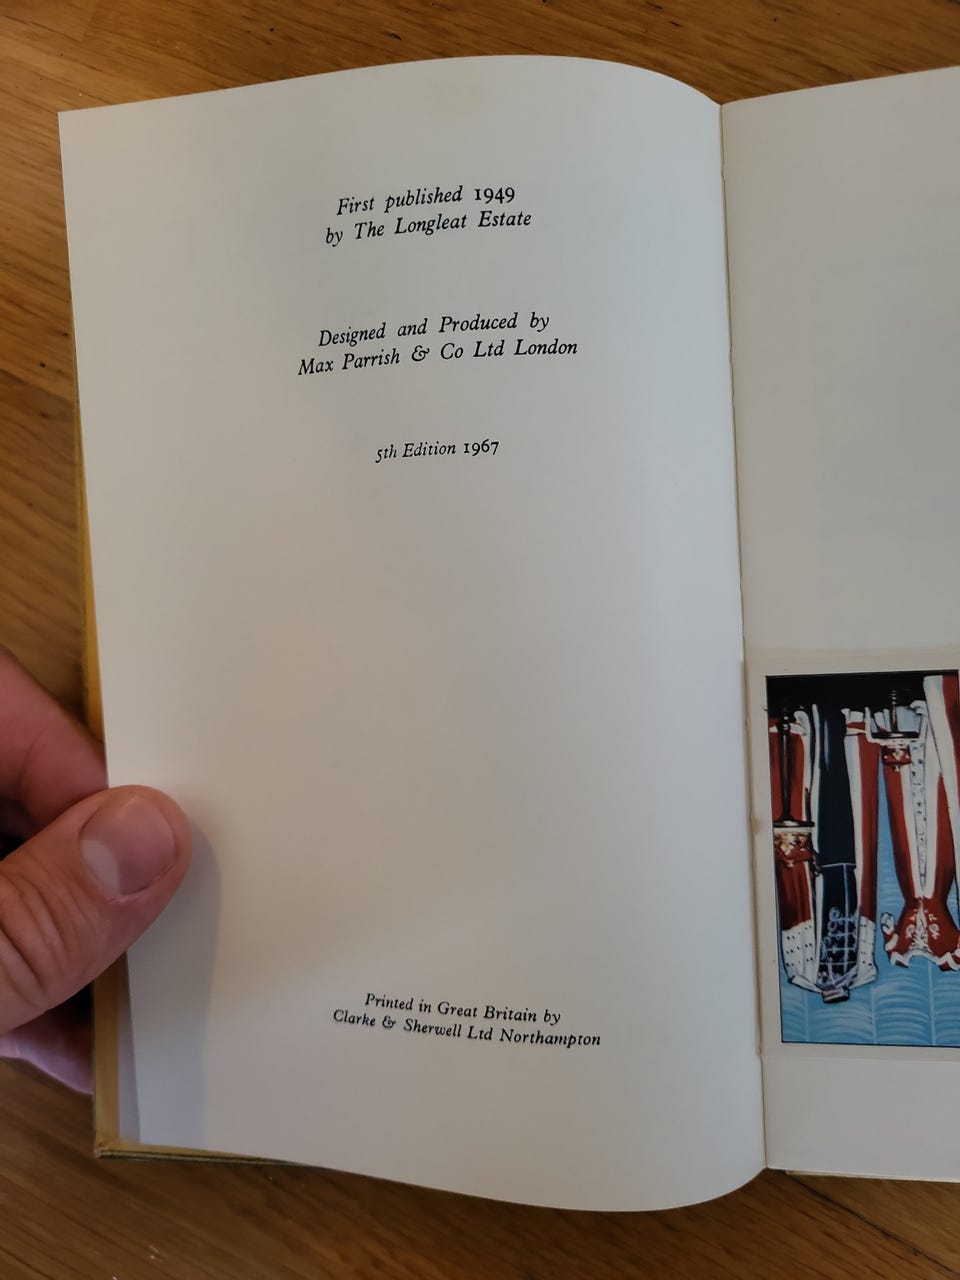 First published 1949
by The Longleat Estate
Designed and Produced by
Max Parrish & Co Ltd London
5th Edition 1967
Printed in Great Britain by
Clarke & Sherwell Ltd Northampton